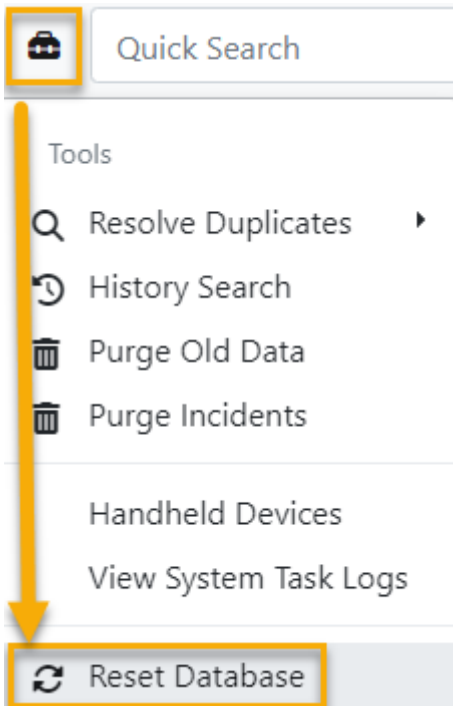 Quick Search
Tools
Resolve Duplicates
History Search
Purge Old Data
Purge Incidents
Handheld Devices
View System Task Logs
Reset Database